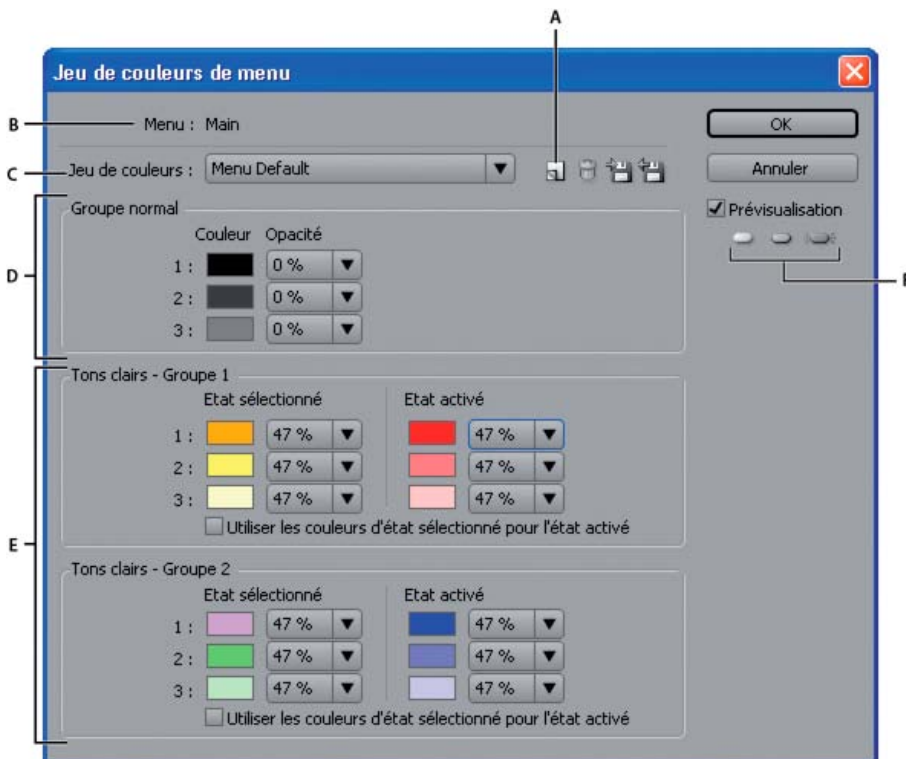 A
Jeu de couleurs de menu
B
Menu : Main
OK
C
Jeu de couleurs : Menu Default
Annuler
Groupe normal
Prévisualisation
Couleur Opacité
D
1 : 0 %
2 : 0 %
3 : 0 %
Tons clairs - Groupe 1
Etat sélectionné Etat activé
1 : 47 % 47 %
2 : 47 % 47 %
3 : 47 % 47 %
Utiliser les couleurs d'état sélectionné pour l'état activé
E
Tons clairs - Groupe 2
Etat sélectionné Etat activé
1 : 47 % 47 %
2 : 47 % 47 %
3 : 47 % 47 %
Utiliser les couleurs d'état sélectionné pour l'état activé